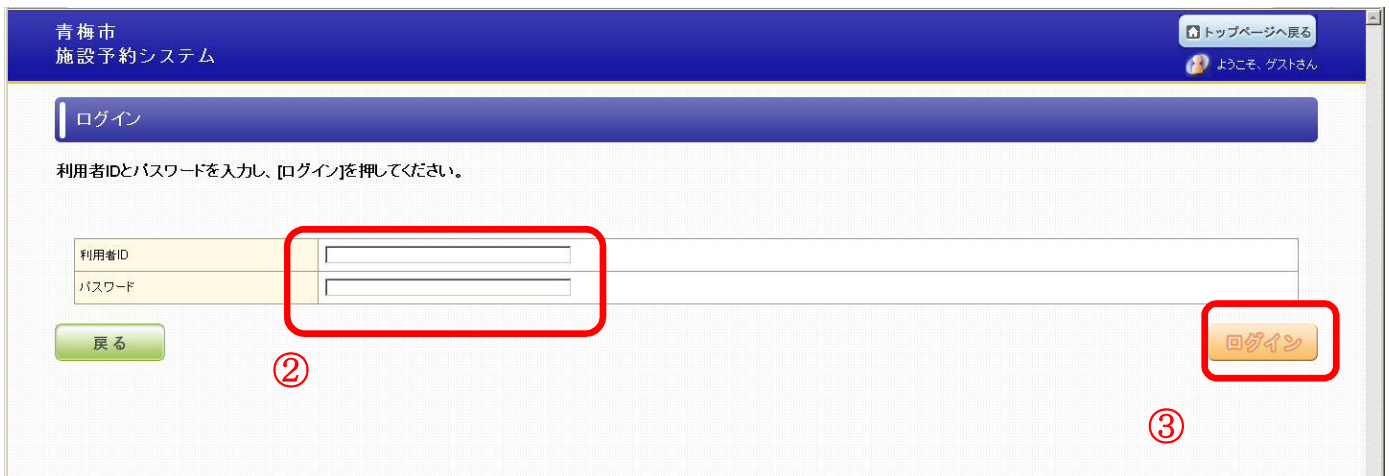 青梅市
施設予約システム
トップページへ戻る
ようこそ、ゲストさん
ログイン
利用者IDとパスワードを入力し、[ログイン]を押してください。
利用者ID
パスワード
戻る
ログイン
②
③